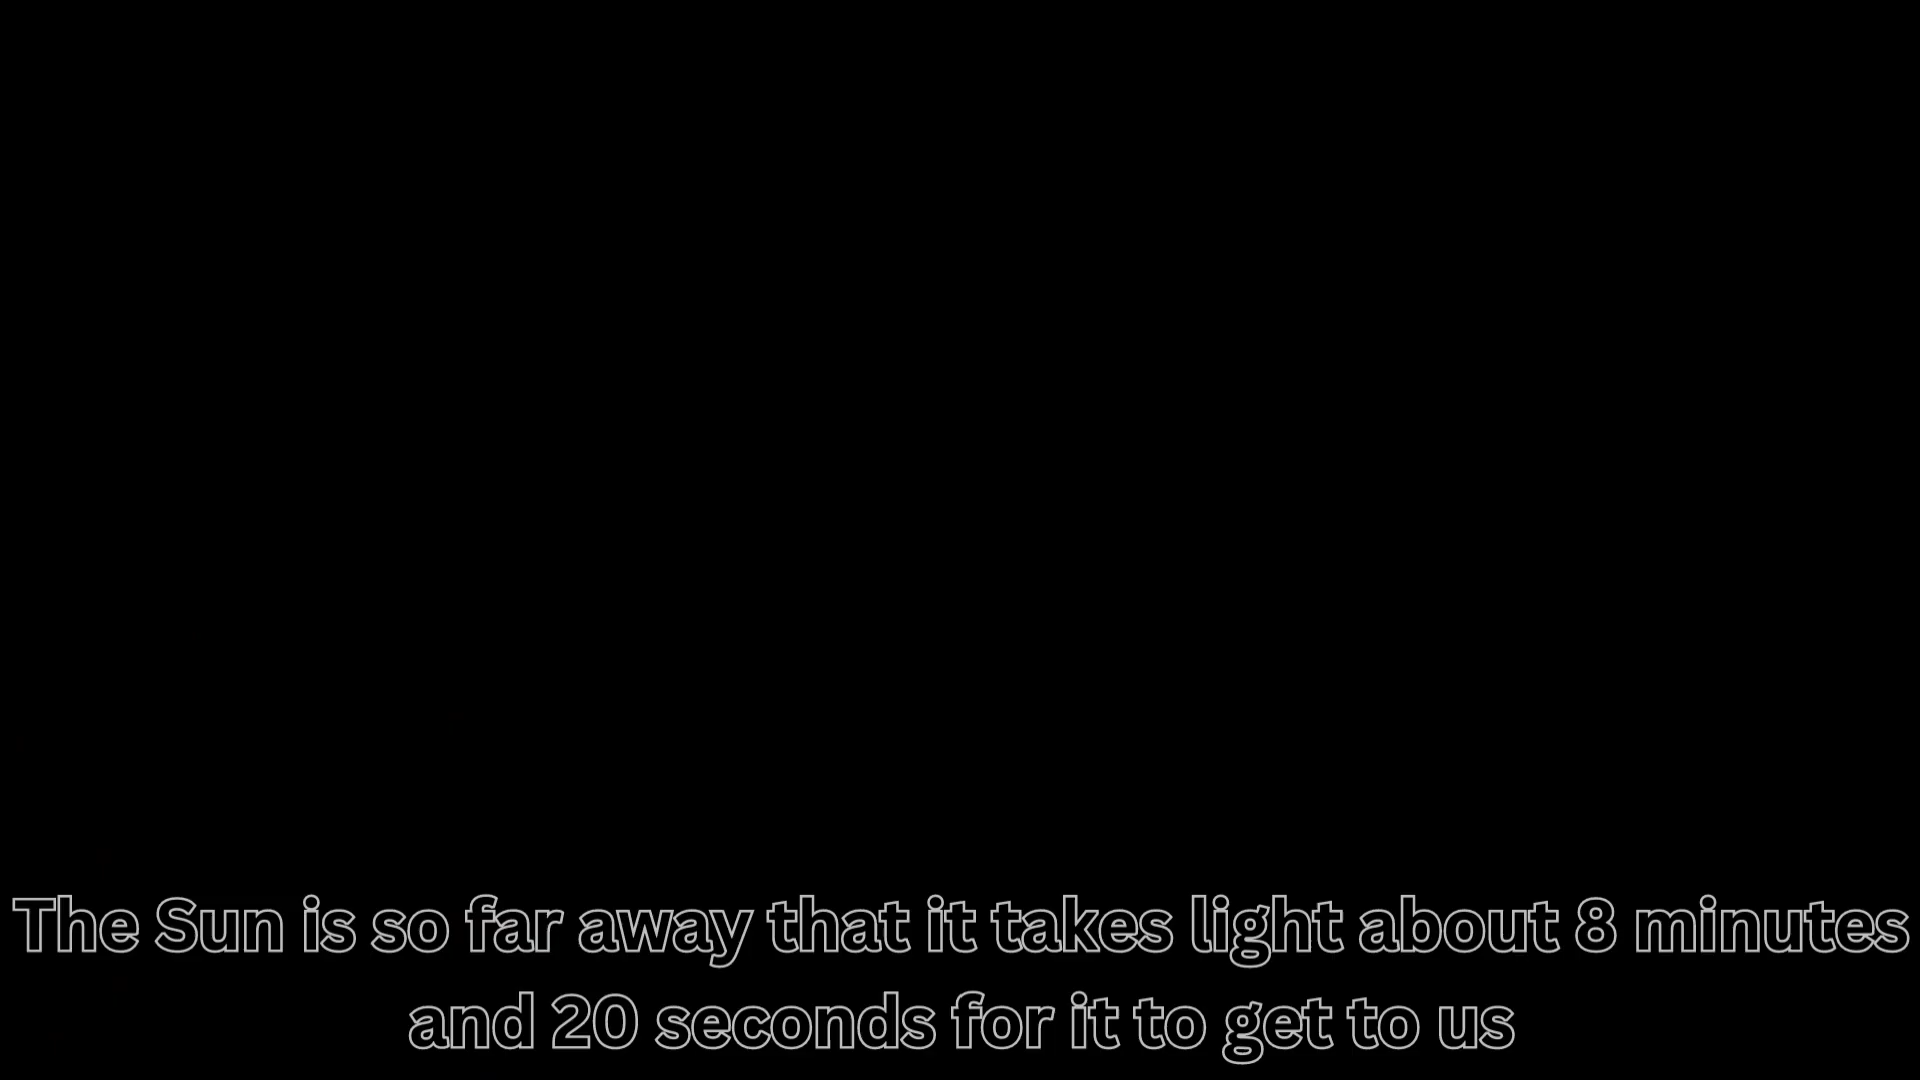 The Sun is so far away that it takes light about 8 minutes
and 20 seconds for it to get to us